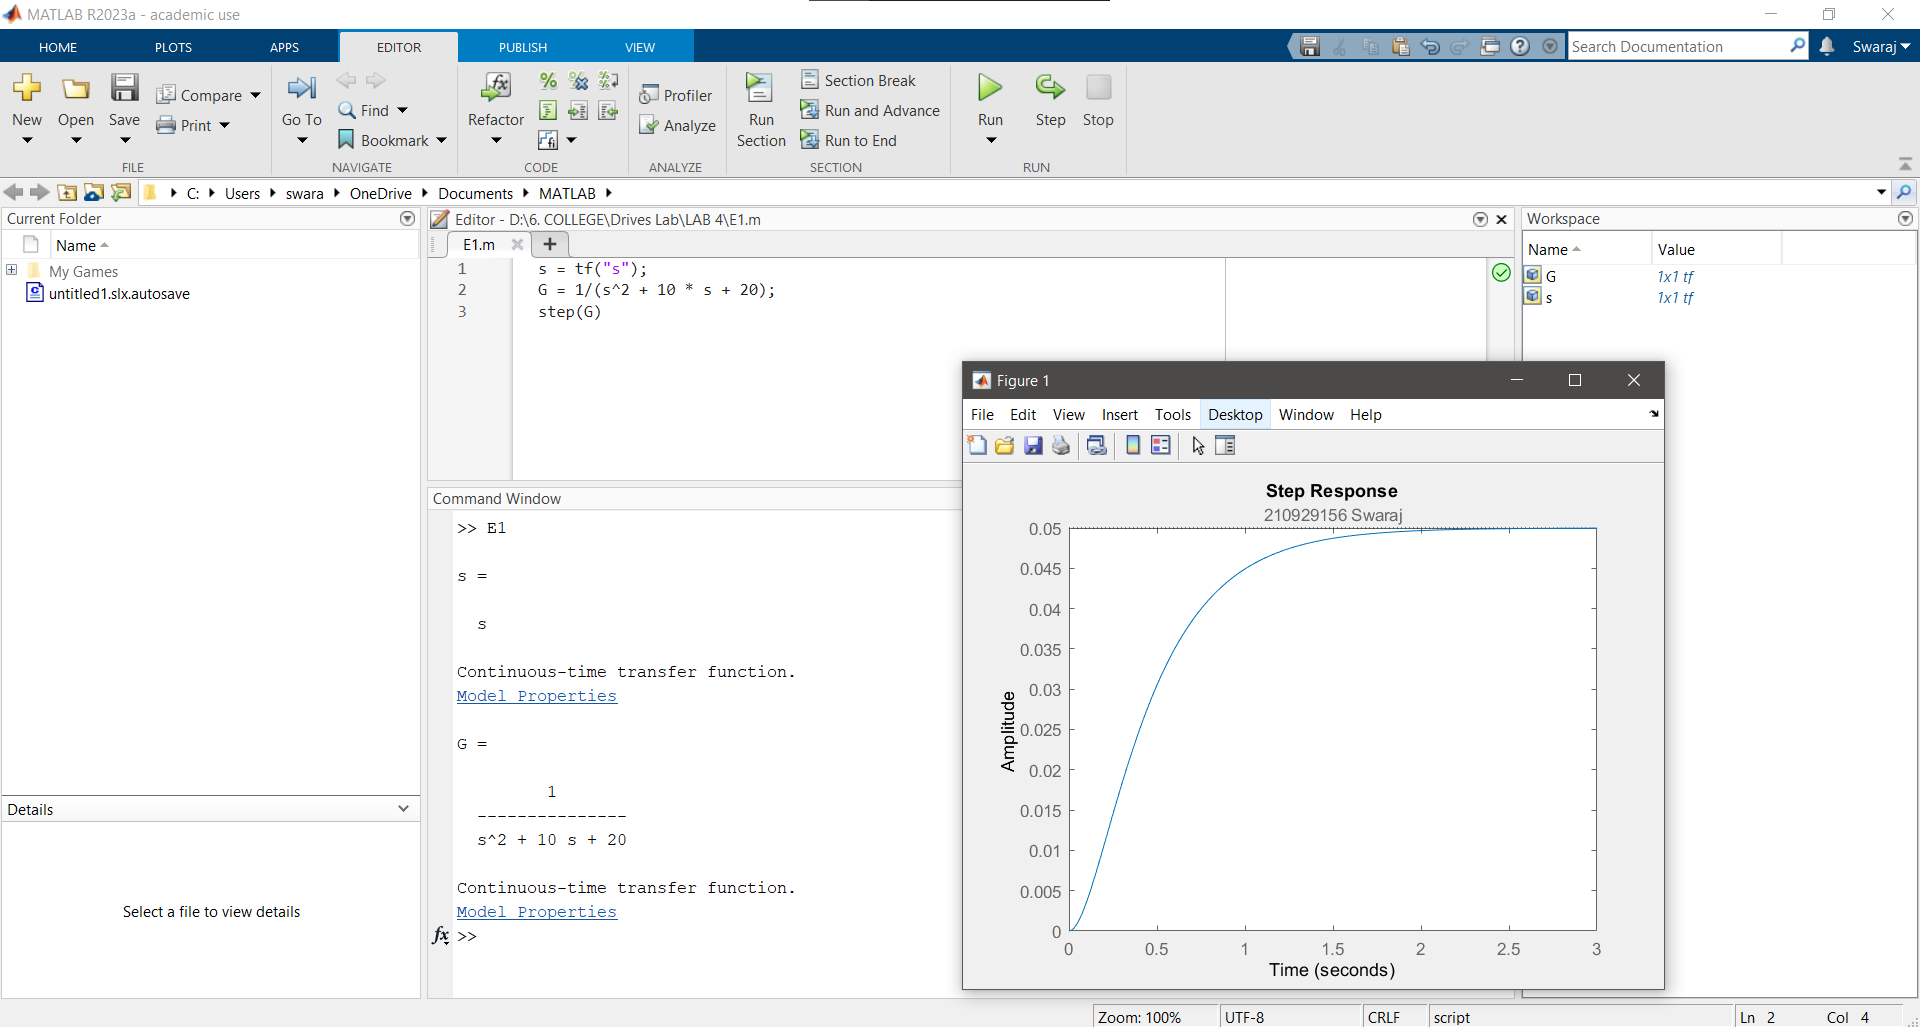 MATLAB R2023a - academic use
HOME PLOTS APPS EDITOR PUBLISH VIEW
Search Documentation
Swaraj
New Open Save
Compare
Print
FILE
Go To
Find
Bookmark
NAVIGATE
Refactor
CODE
Profiler
Analyze
ANALYZE
Run Section
Section Break
Run and Advance
Run to End
SECTION
Run Step Stop
RUN
C: Users swara OneDrive Documents MATLAB
Current Folder
Name
My Games
untitled1.slx.autosave
Details
Select a file to view details
Editor - D:\6. COLLEGE\Drives Lab\LAB 4\E1.m
E1.m
1 s = tf("s");
2 G = 1/(s^2 + 10 * s + 20);
3 step(G)
Command Window
>> E1
s =
s
Continuous-time transfer function.
Model Properties
G =
1
---------------
s^2 + 10 s + 20
Continuous-time transfer function.
Model Properties
fx >>
Workspace
Name Value
G 1x1 tf
s 1x1 tf
Figure 1
File Edit View Insert Tools Desktop Window Help
Step Response
210929156 Swaraj
0.05
0.045
0.04
0.035
0.03
0.025
0.02
0.015
0.01
0.005
0
Amplitude
0 0.5 1 1.5 2 2.5 3
Time (seconds)
Zoom: 100% UTF-8 CRLF script Ln 2 Col 4